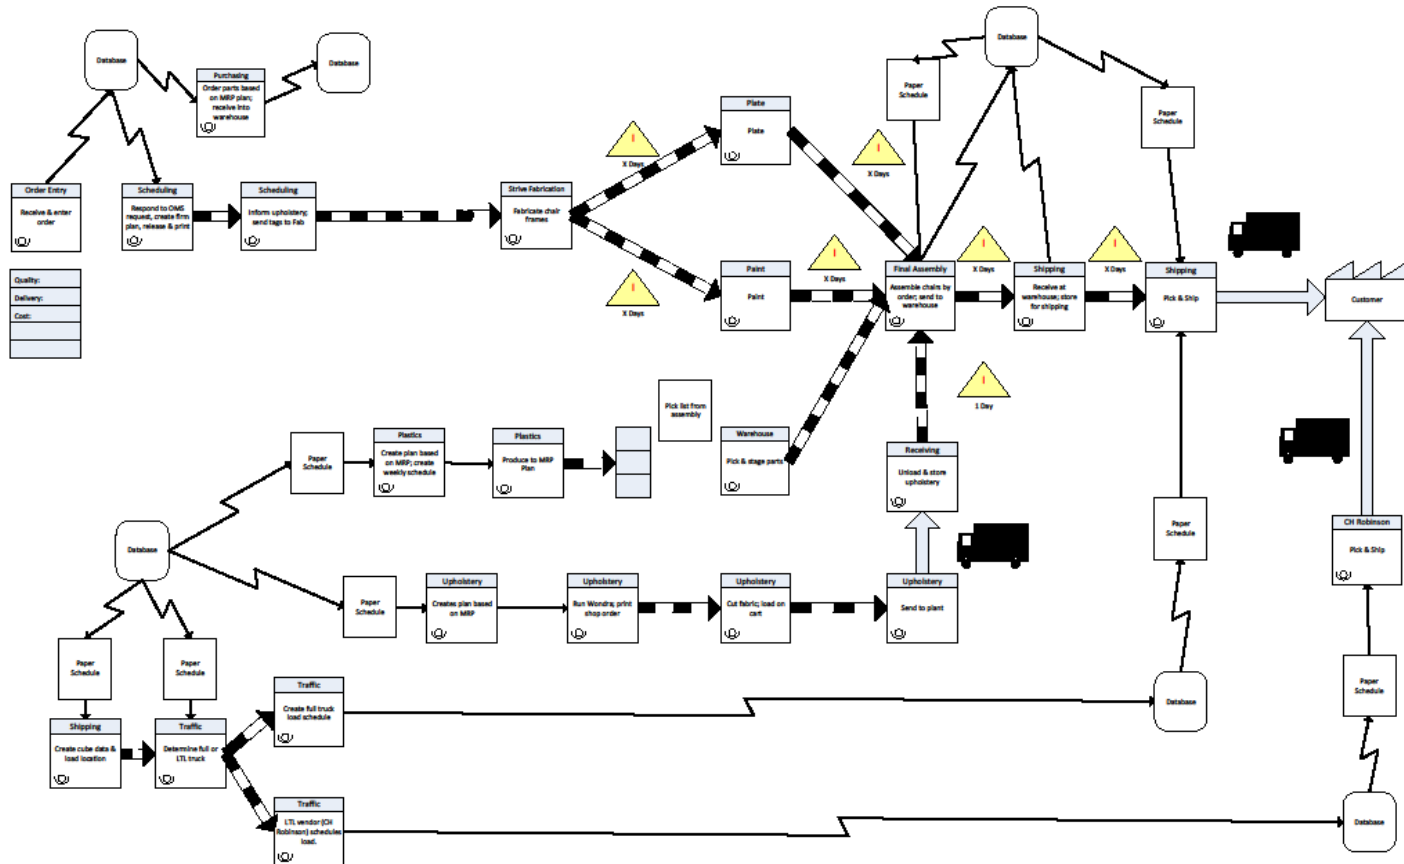 Database
Database
Database
Purchasing
Order parts based
on MRP plan;
receive into
warehouse
Paper
Schedule
Paper
Schedule
Plate
Plate
I
X Days
I
X Days
Order Entry
Receive & enter
order
Scheduling
Respond to OMS
request, create firm
plan, release & print
Scheduling
Inform upholstery;
send tags to Fab
Strive Fabrication
Fabricate chair
frames
I
X Days
Paint
Paint
I
X Days
Final Assembly
Assemble chairs by
order; send to
warehouse
I
X Days
Shipping
Receive at
warehouse; store
for shipping
I
X Days
Shipping
Pick & Ship
Customer
Quality:
Delivery:
Cost:
I
1 Day
Pick list from
assembly
Paper
Schedule
Plastics
Create plan based
on MRP; create
weekly schedule
Plastics
Produce to MRP
Plan
Warehouse
Pick & stage parts
Receiving
Unload & store
upholstery
Database
Paper
Schedule
CH Robinson
Pick & Ship
Paper
Schedule
Upholstery
Creates plan based
on MRP
Upholstery
Run Wondra; print
shop order
Upholstery
Cut fabric; load on
cart
Upholstery
Send to plant
Paper
Schedule
Paper
Schedule
Traffic
Create full truck
load schedule
Database
Paper
Schedule
Shipping
Create cube data &
load location
Traffic
Determine full or
LTL truck
Traffic
LTL vendor (CH
Robinson) schedules
load.
Database